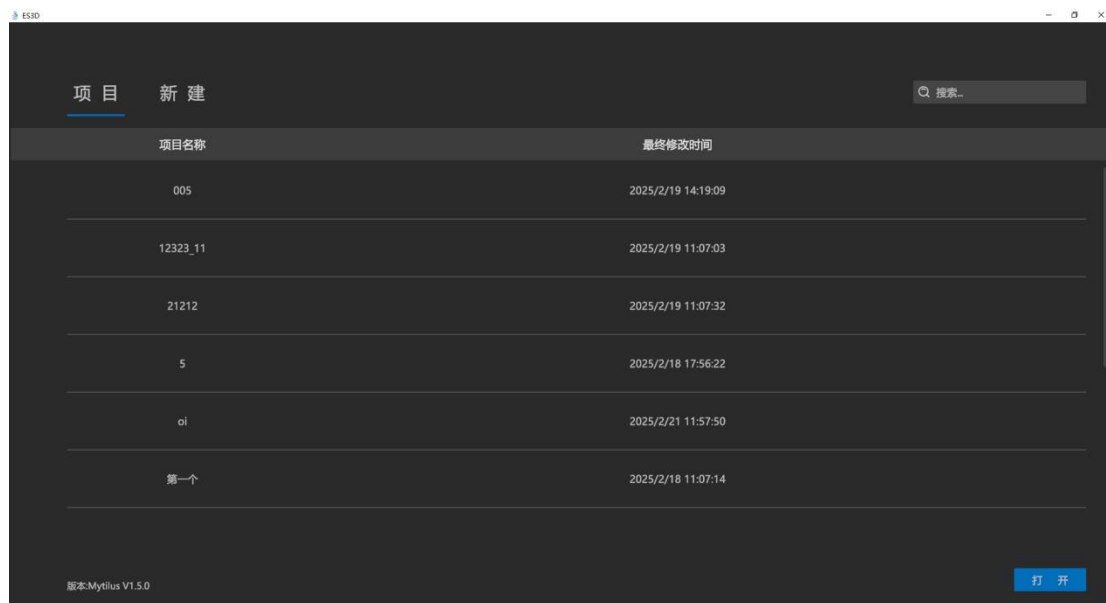 ES3D
项目 新建 搜索...
项目名称 最终修改时间
005 2025/2/19 14:19:09
12323_11 2025/2/19 11:07:03
21212 2025/2/19 11:07:32
5 2025/2/18 17:56:22
oi 2025/2/21 11:57:50
第一个 2025/2/18 11:07:14
版本:Mytilus V1.5.0 打 开